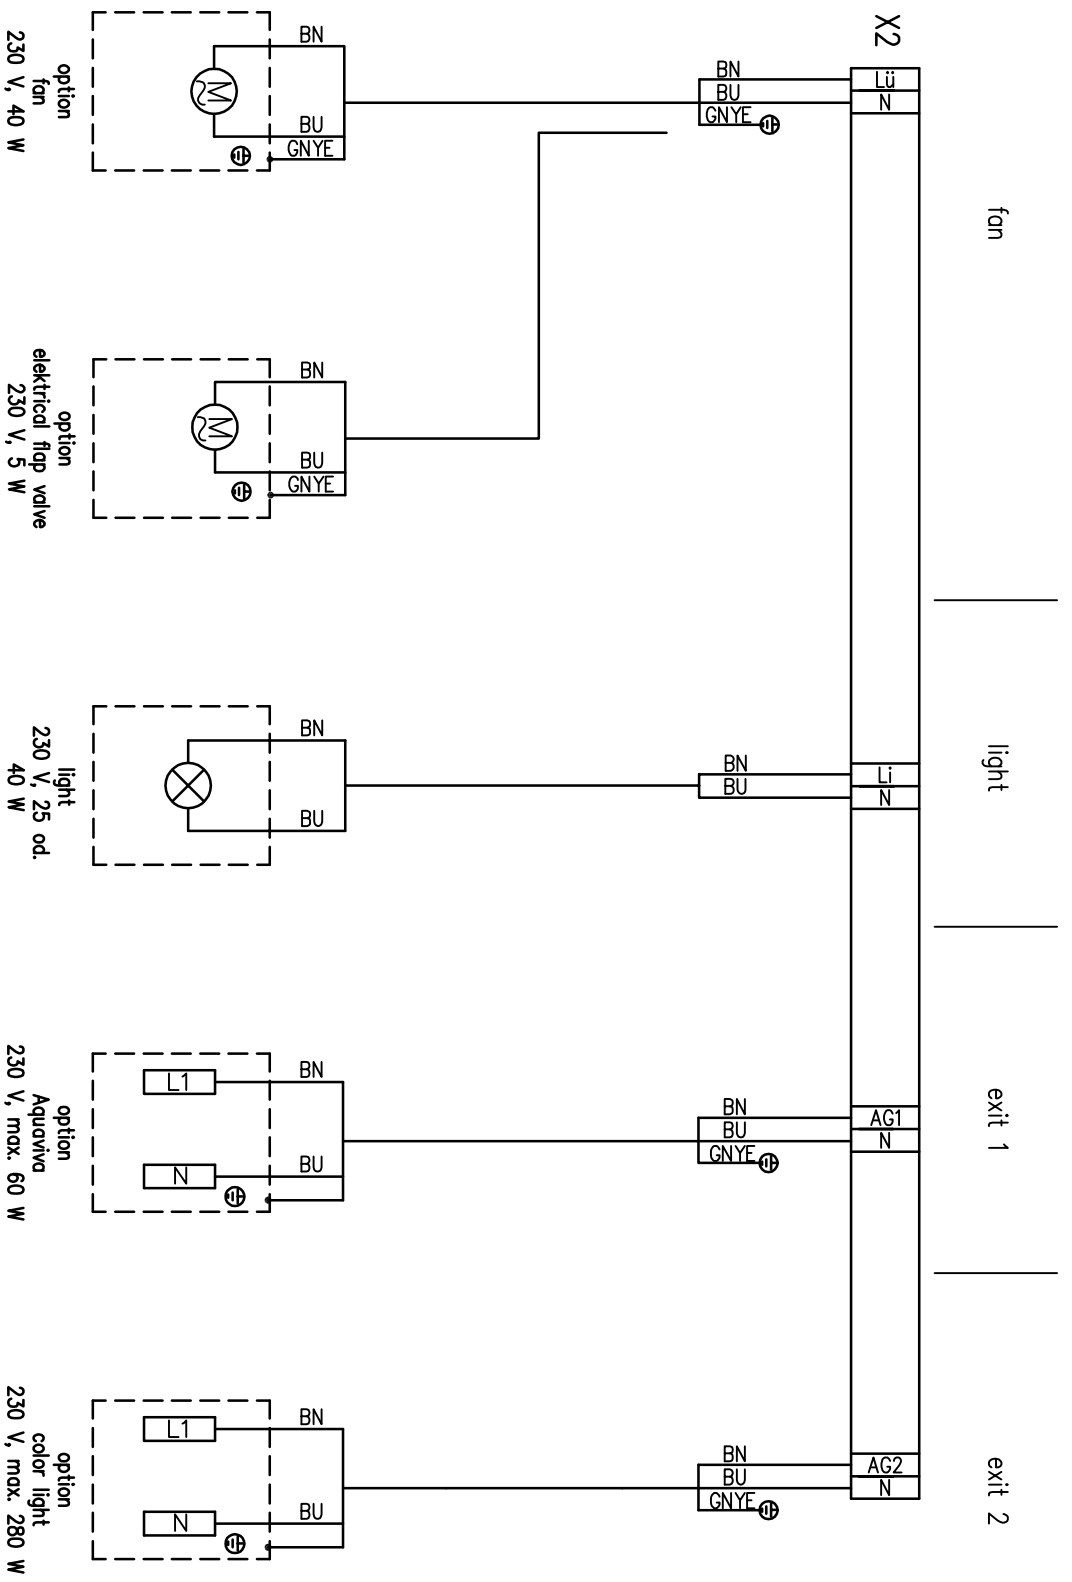 X2
fan
light
exit 1
exit 2
Lü
N
Li
N
AG1
N
AG2
N
BN
BU
GNYE
BN
BU
BN
BU
GNYE
BN
BU
GNYE
BN
BU
GNYE
BN
BU
GNYE
BN
BU
BN
BU
BN
BU
M
M
L1
N
L1
N
option
fan
230 V, 40 W
option
elektrical flap valve
230 V, 5 W
light
230 V, 25 od.
40 W
option
Aquaviva
230 V, max. 60 W
option
color light
230 V, max. 280 W